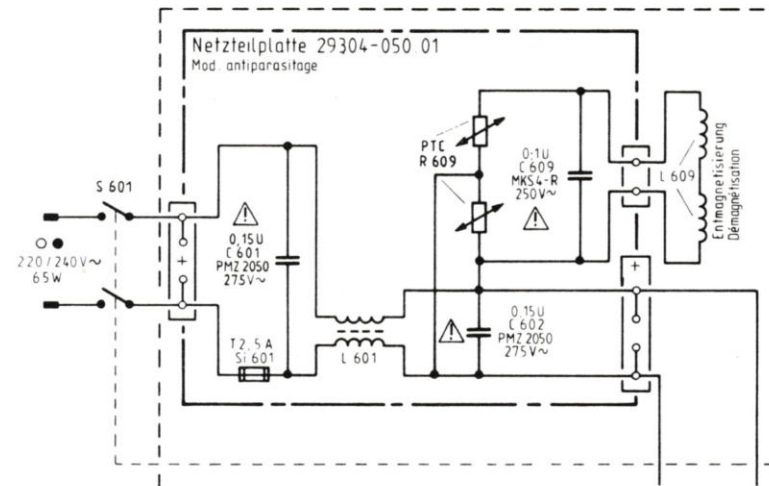 Netzteilplatte 29304-050.01
Mod. antiparasitage
S 601
220/240V~
65W
0,15U
C 601
PMZ 2050
275V~
T2,5A
Si 601
L 601
PTC
R 609
0,1U
C 609
MKS4-R
250V~
0,15U
C 602
PMZ 2050
275V~
L 609
Entmagnetisierung
Démagnétisation
+
+